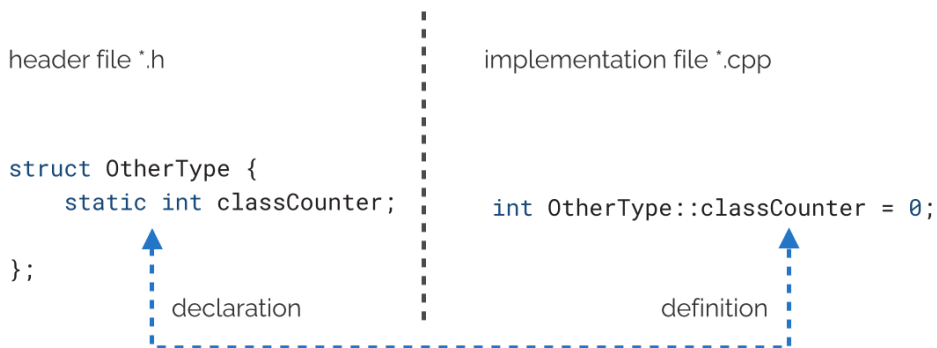 header file *.h
implementation file *.cpp
struct OtherType {
    static int classCounter;
};
int OtherType::classCounter = 0;
declaration
definition